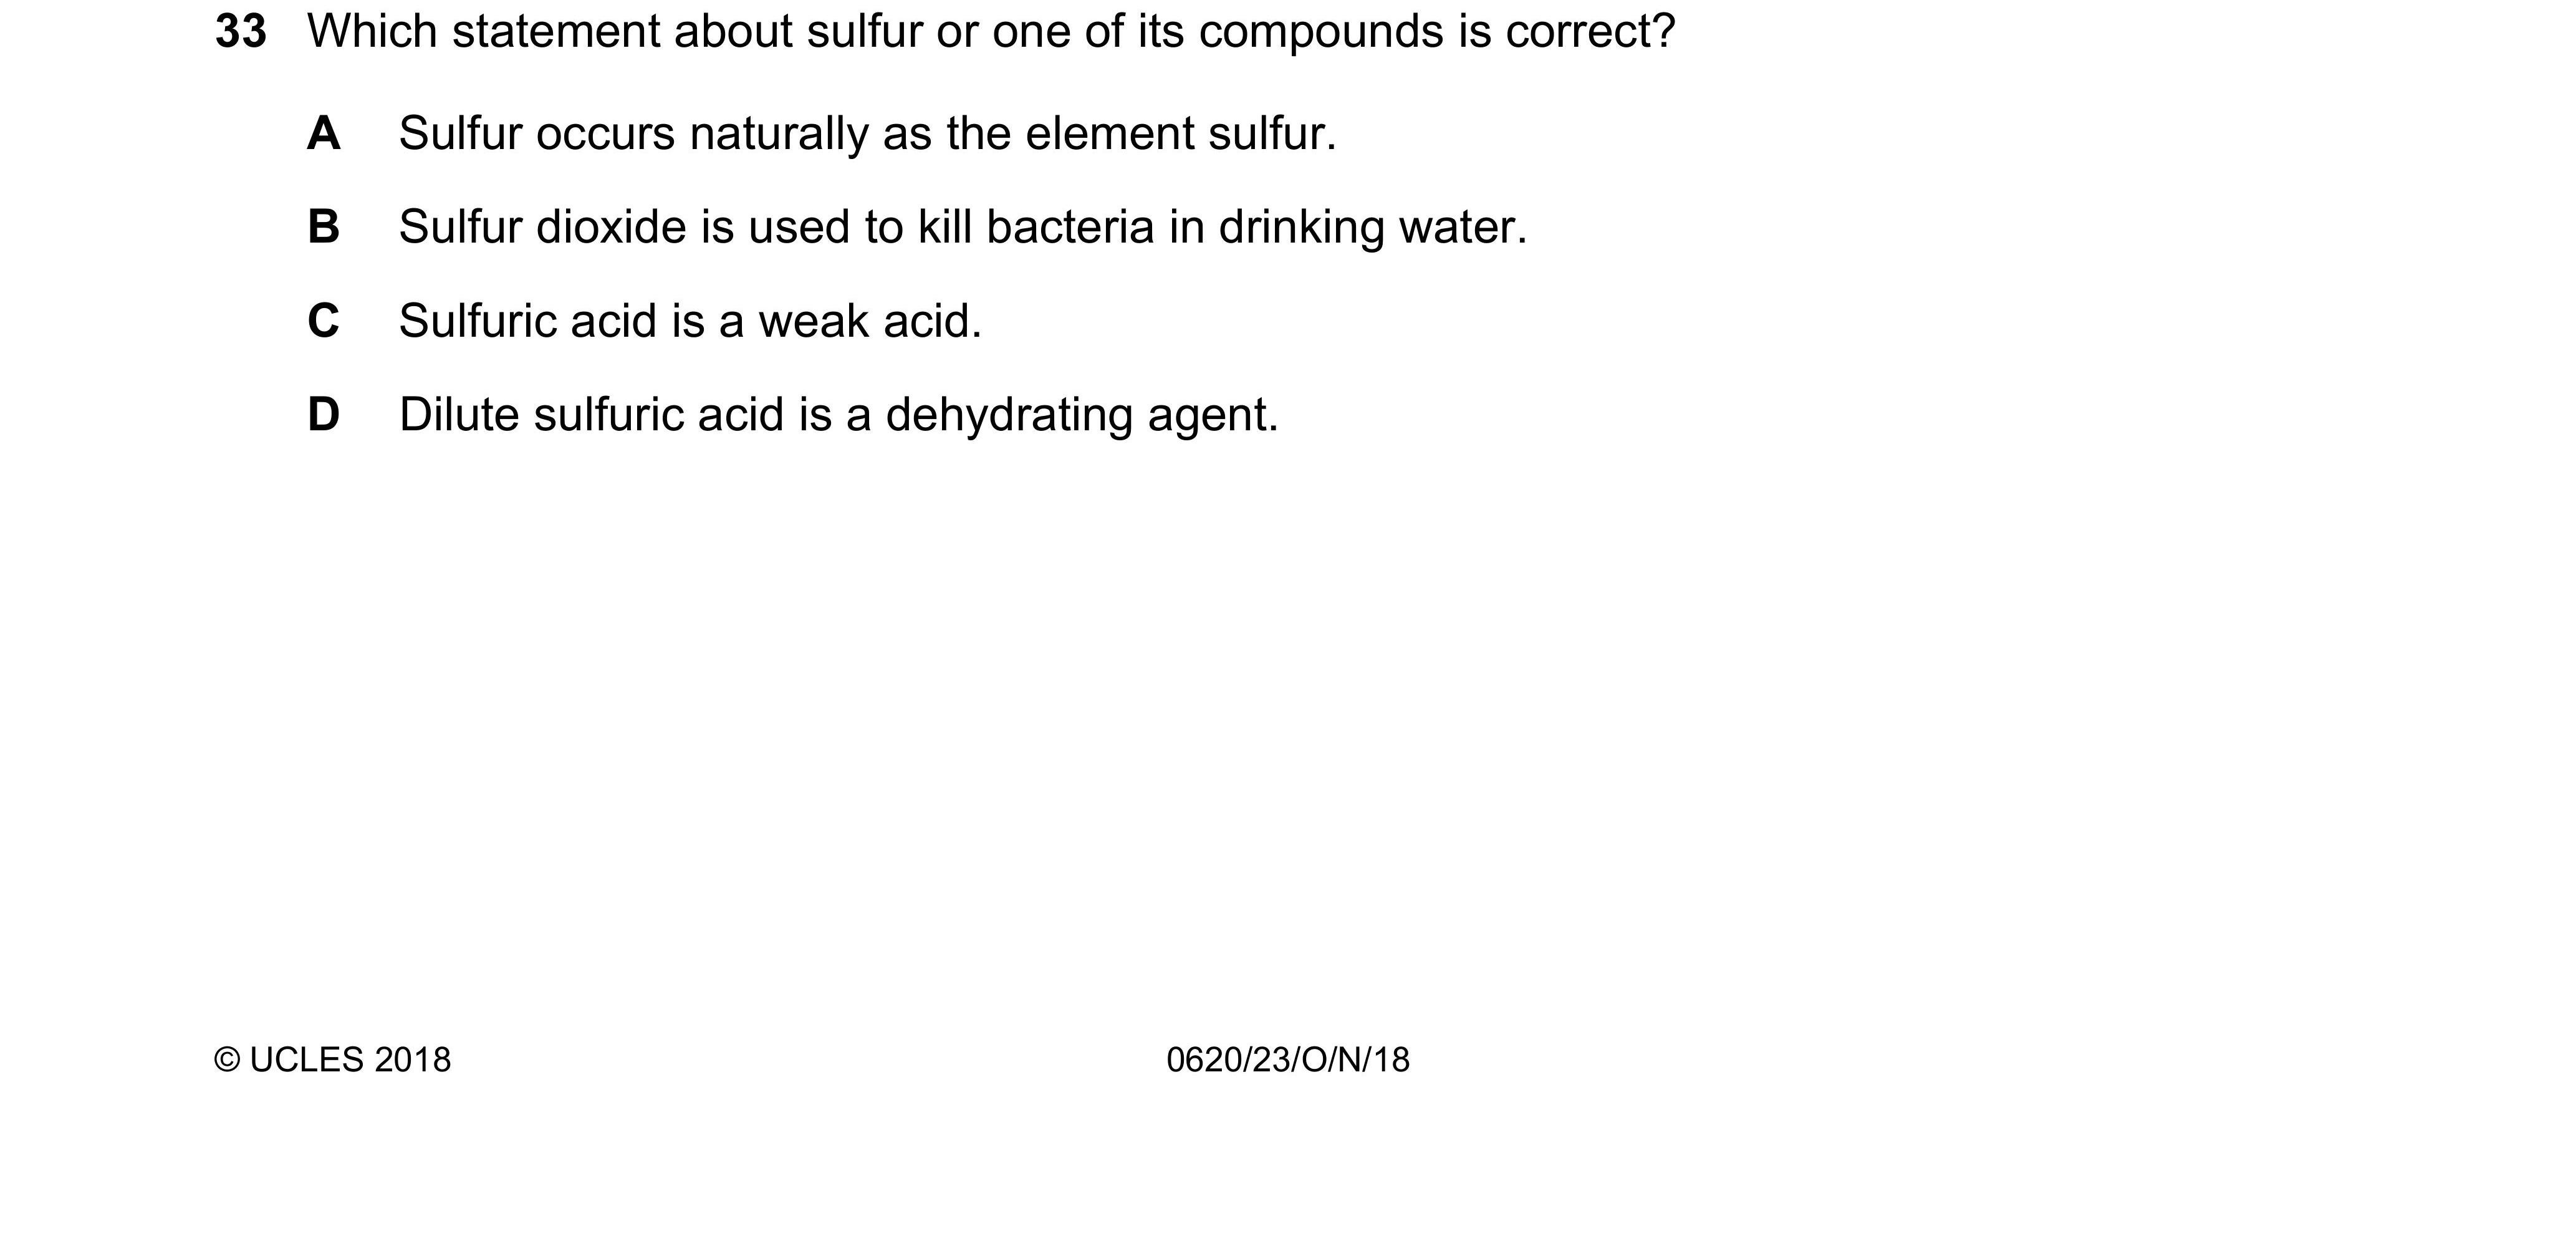 33 Which statement about sulfur or one of its compounds is correct?
A Sulfur occurs naturally as the element sulfur.
B Sulfur dioxide is used to kill bacteria in drinking water.
C Sulfuric acid is a weak acid.
D Dilute sulfuric acid is a dehydrating agent.
© UCLES 2018 0620/23/O/N/18